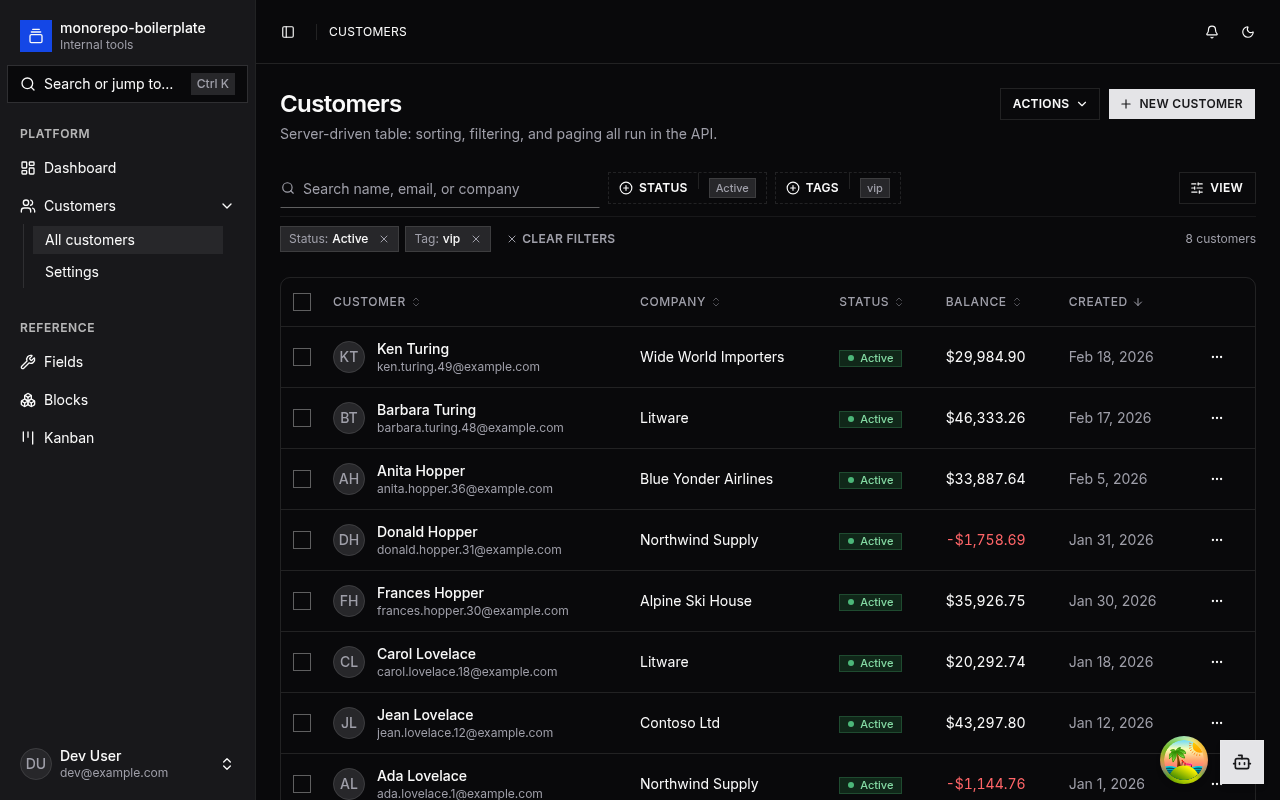 monorepo-boilerplate
Internal tools
Search or jump to...
Ctrl K
PLATFORM
Dashboard
Customers
All customers
Settings
REFERENCE
Fields
Blocks
Kanban
DU
Dev User
dev@example.com
CUSTOMERS
Customers
Server-driven table: sorting, filtering, and paging all run in the API.
ACTIONS
NEW CUSTOMER
Search name, email, or company
STATUS Active
TAGS vip
VIEW
Status: Active
Tag: vip
CLEAR FILTERS
8 customers
CUSTOMER COMPANY STATUS BALANCE CREATED
KT Ken Turing
ken.turing.49@example.com
Wide World Importers Active $29,984.90 Feb 18, 2026
BT Barbara Turing
barbara.turing.48@example.com
Litware Active $46,333.26 Feb 17, 2026
AH Anita Hopper
anita.hopper.36@example.com
Blue Yonder Airlines Active $33,887.64 Feb 5, 2026
DH Donald Hopper
donald.hopper.31@example.com
Northwind Supply Active -$1,758.69 Jan 31, 2026
FH Frances Hopper
frances.hopper.30@example.com
Alpine Ski House Active $35,926.75 Jan 30, 2026
CL Carol Lovelace
carol.lovelace.18@example.com
Litware Active $20,292.74 Jan 18, 2026
JL Jean Lovelace
jean.lovelace.12@example.com
Contoso Ltd Active $43,297.80 Jan 12, 2026
AL Ada Lovelace
ada.lovelace.1@example.com
Northwind Supply Active -$1,144.76 Jan 1, 2026